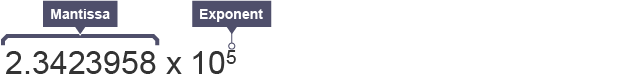 Mantissa Exponent
2.3423958 x 10⁵